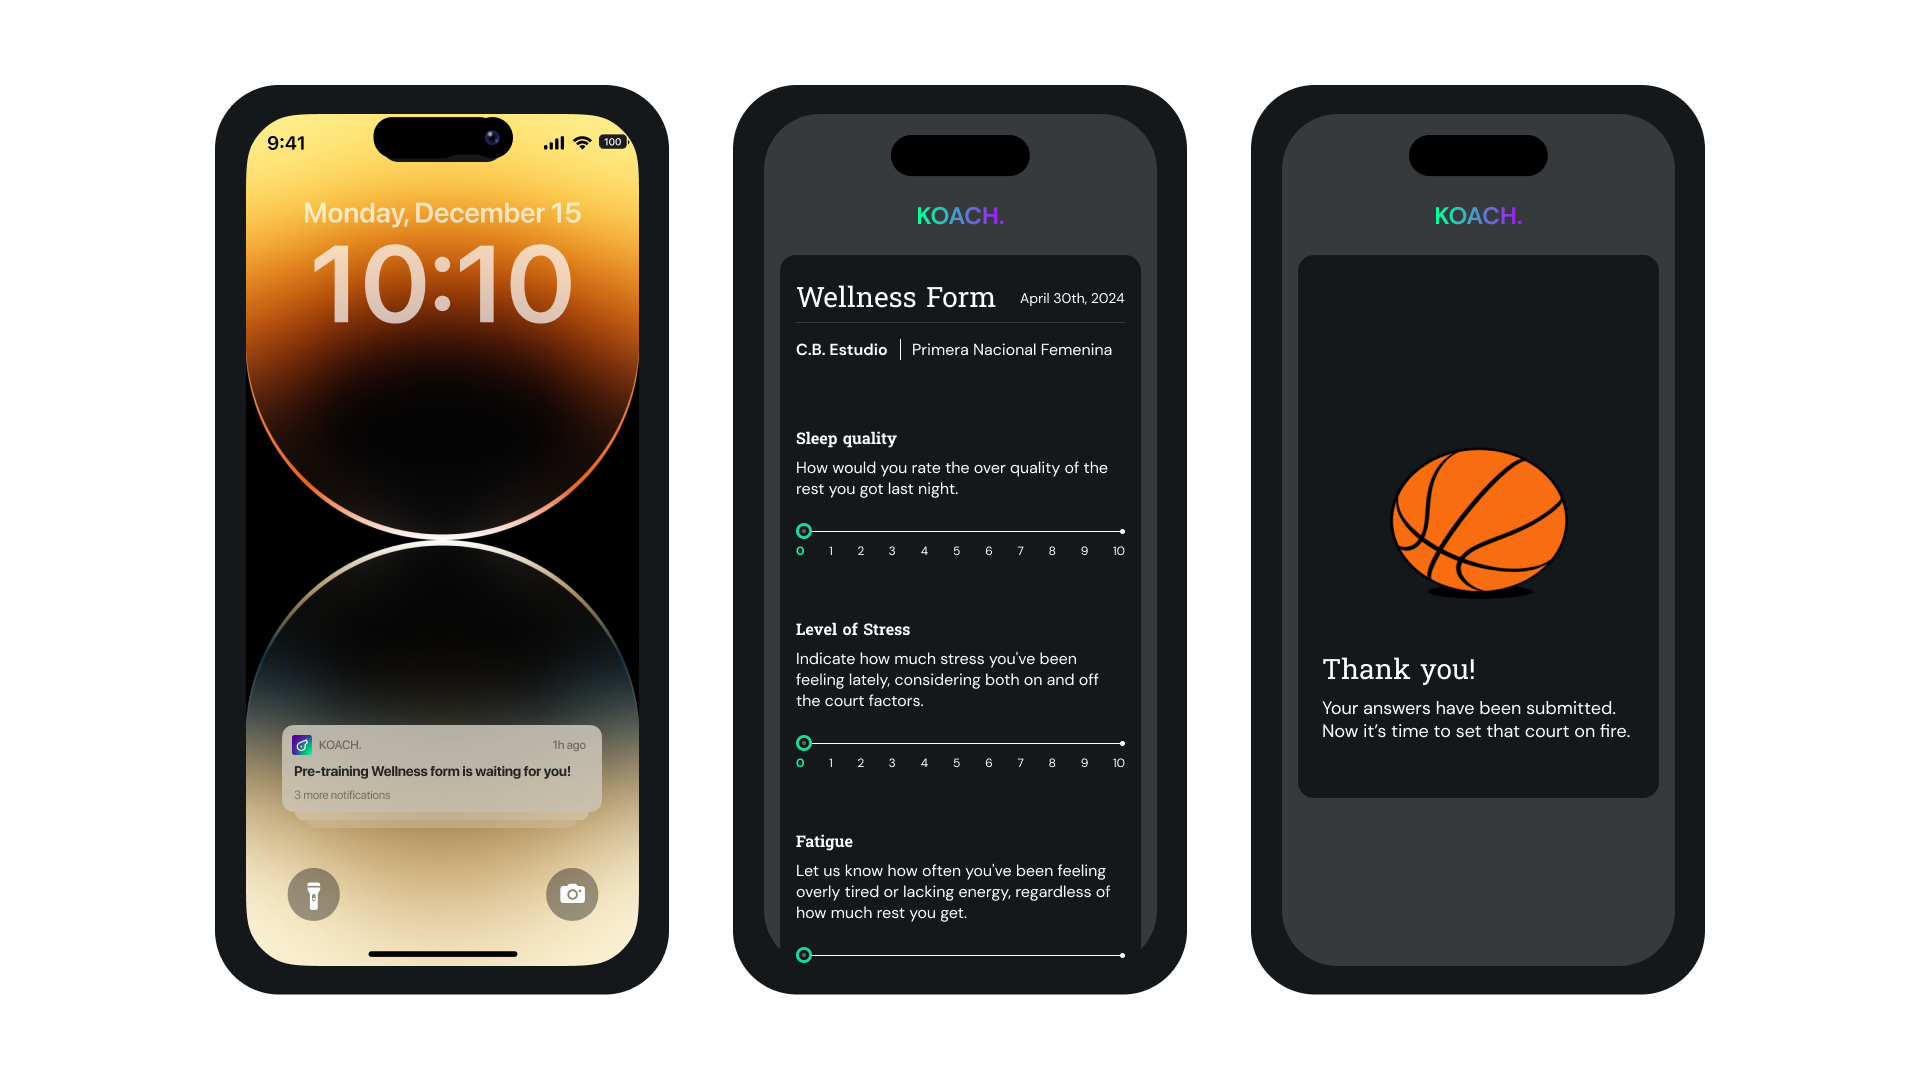 9:41
100
Monday, December 15
10:10
KOACH.
1h ago
Pre-training Wellness form is waiting for you!
3 more notifications
KOACH.
Wellness Form
April 30th, 2024
C.B. Estudio
Primera Nacional Femenina
Sleep quality
How would you rate the over quality of the
rest you got last night.
0 1 2 3 4 5 6 7 8 9 10
Level of Stress
Indicate how much stress you've been
feeling lately, considering both on and off
the court factors.
0 1 2 3 4 5 6 7 8 9 10
Fatigue
Let us know how often you've been feeling
overly tired or lacking energy, regardless of
how much rest you get.
KOACH.
Thank you!
Your answers have been submitted.
Now it’s time to set that court on fire.